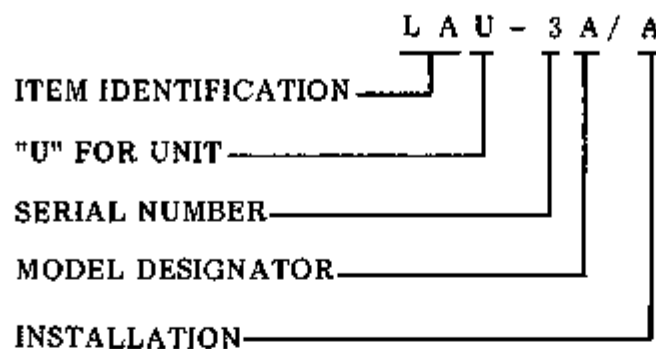 L A U - 3 A / A
ITEM IDENTIFICATION
"U" FOR UNIT
SERIAL NUMBER
MODEL DESIGNATOR
INSTALLATION